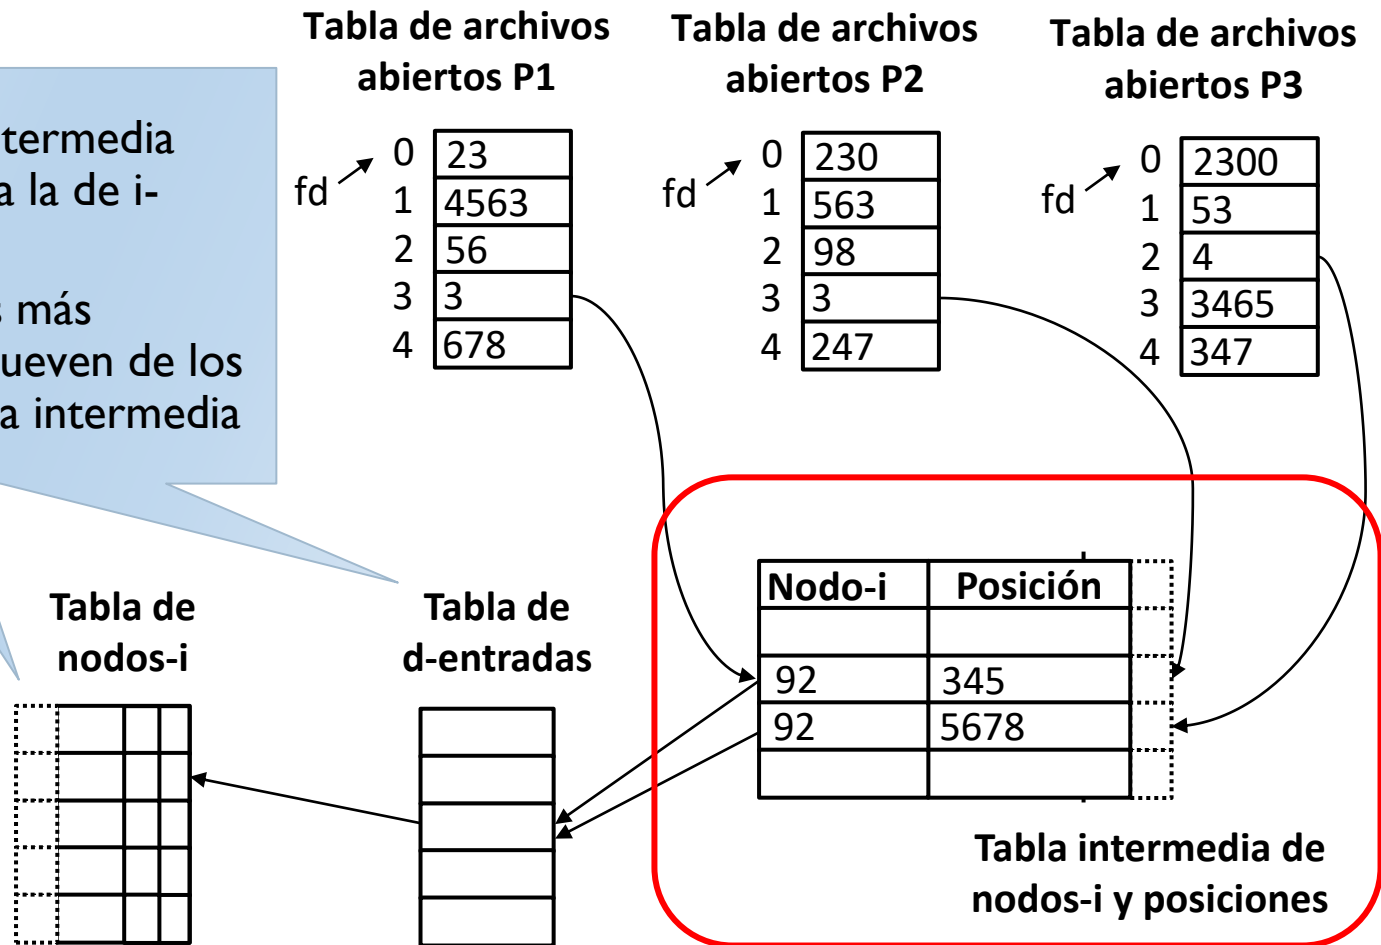 Tabla de archivos
abiertos P1
Tabla de archivos
abiertos P2
Tabla de archivos
abiertos P3
termedia
a la de i-
s más
ueven de los
a intermedia
fd
0 23
1 4563
2 56
3 3
4 678
fd
0 230
1 563
2 98
3 3
4 247
fd
0 2300
1 53
2 4
3 3465
4 347
Tabla de
nodos-i
Tabla de
d-entradas
Nodo-i Posición
92 345
92 5678
Tabla intermedia de
nodos-i y posiciones